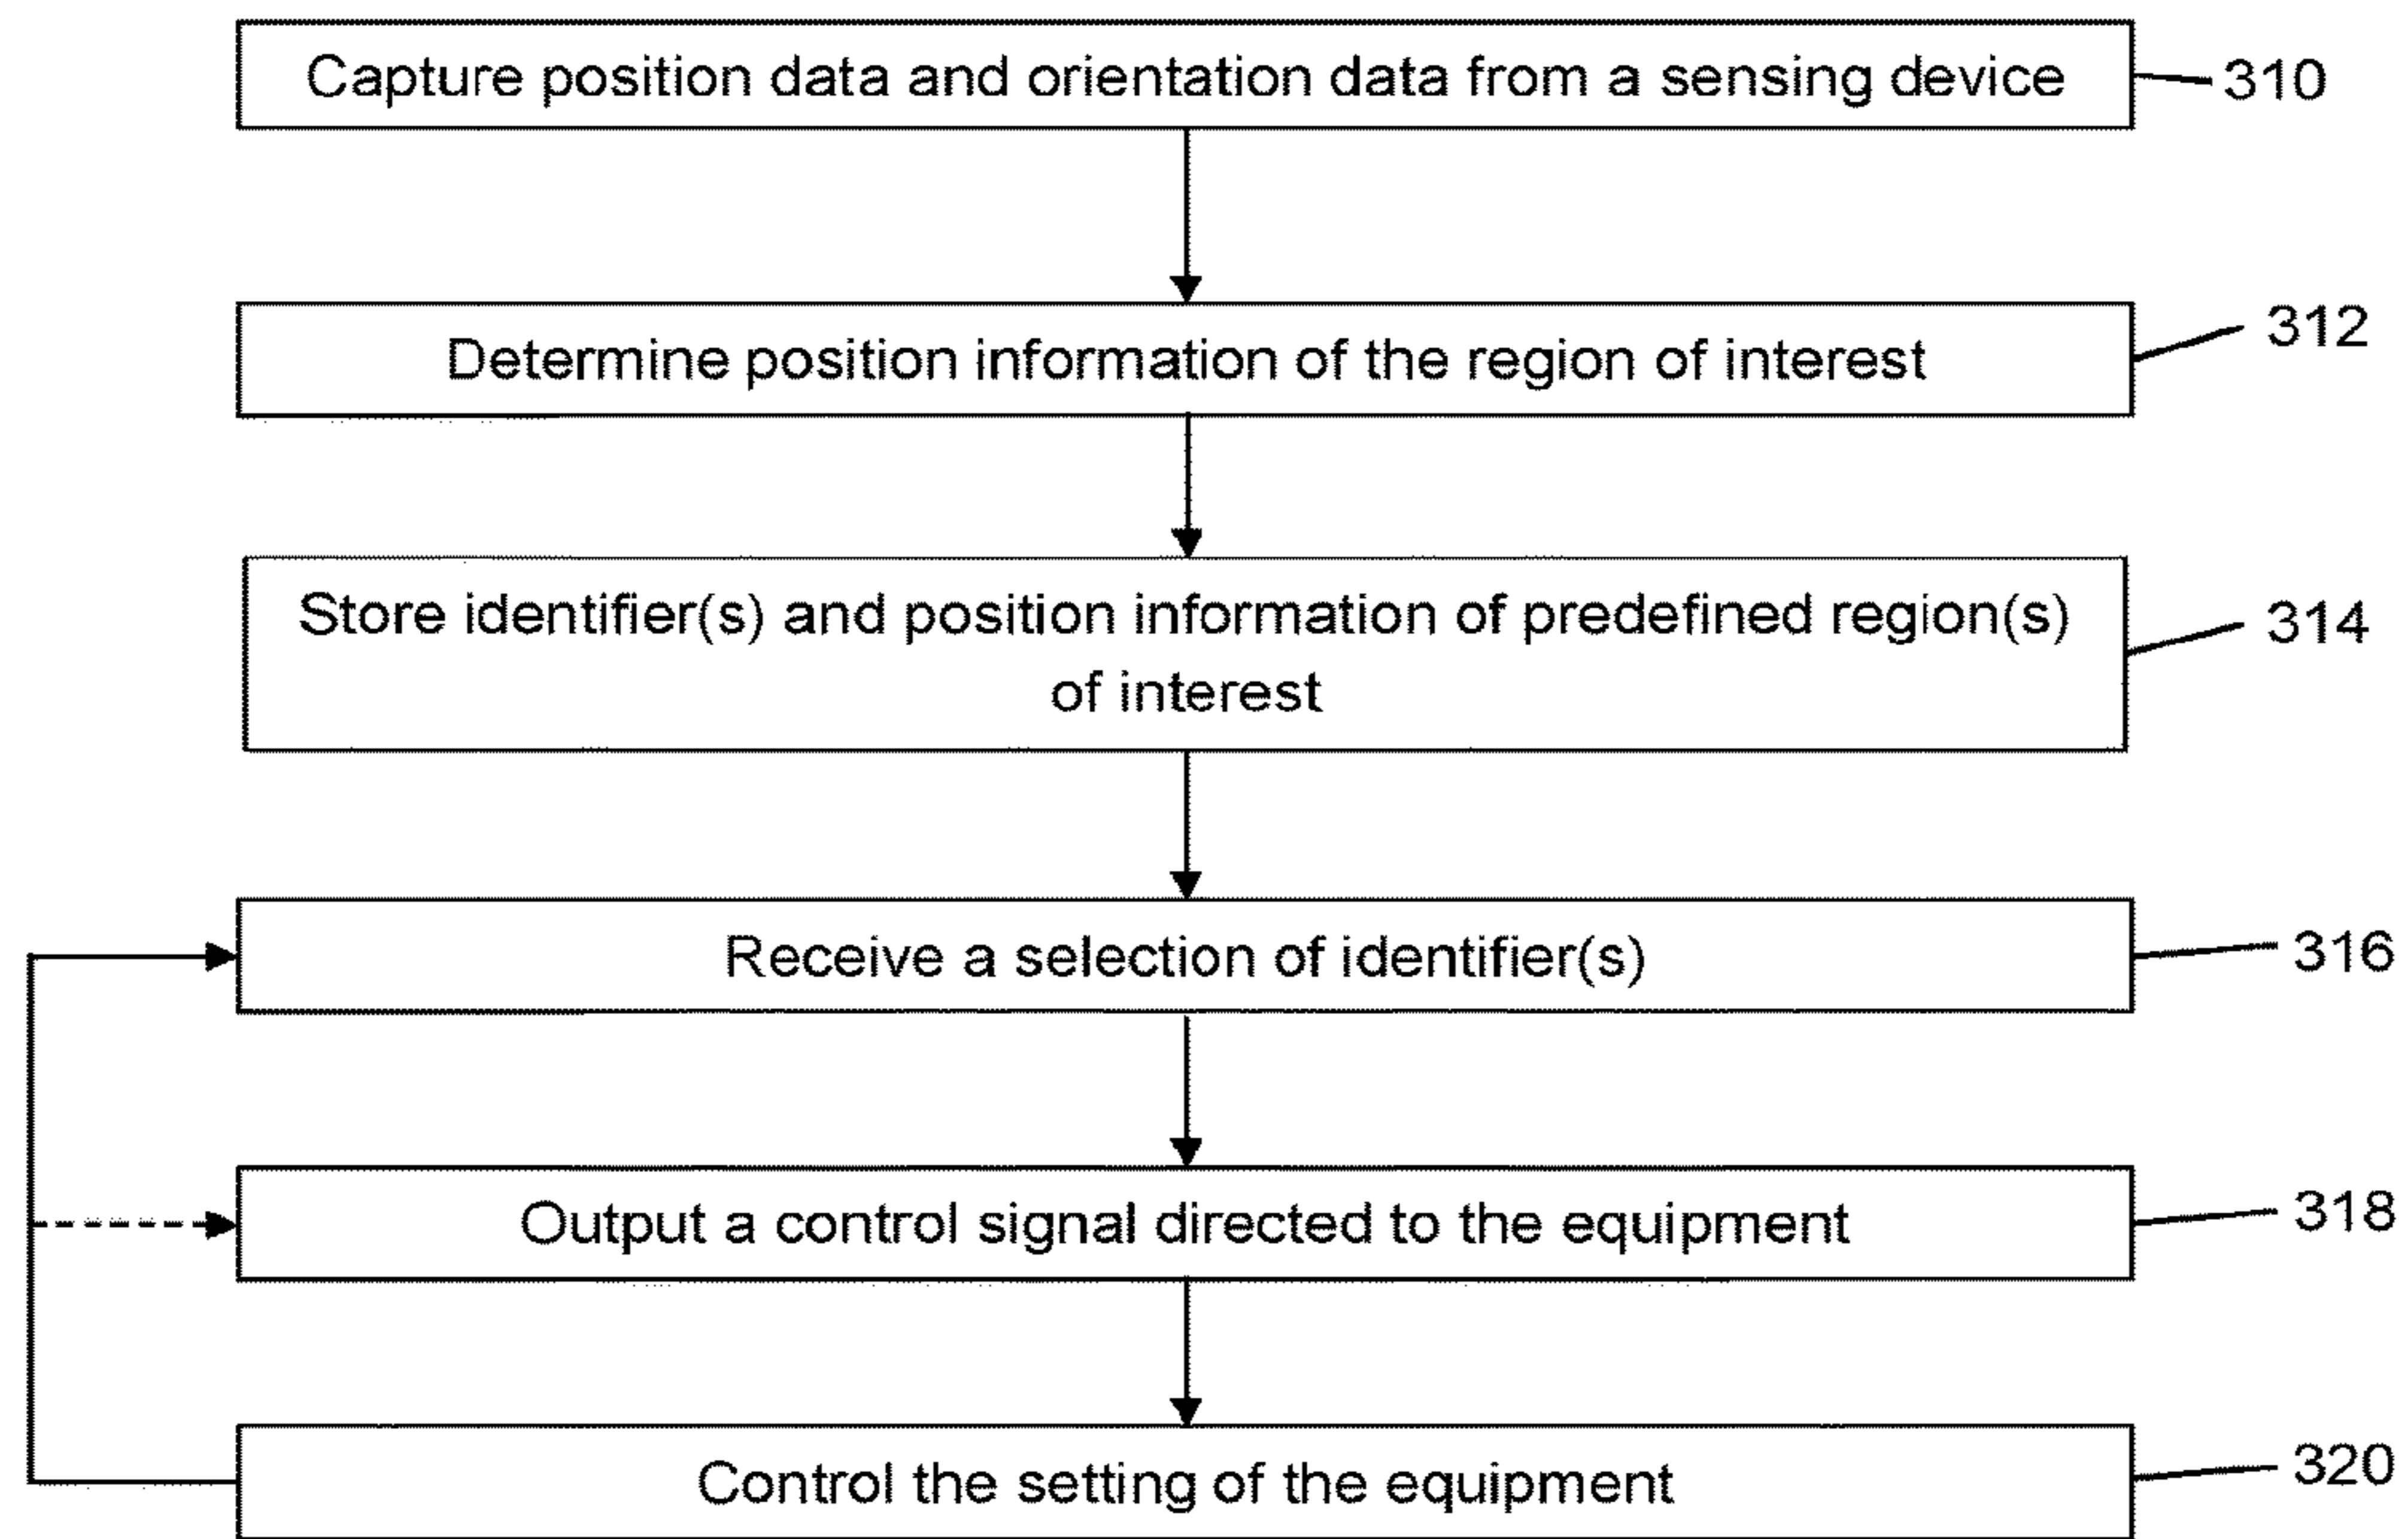 Capture position data and orientation data from a sensing device
310
Determine position information of the region of interest
312
Store identifier(s) and position information of predefined region(s)
of interest
314
Receive a selection of identifier(s)
316
Output a control signal directed to the equipment
318
Control the setting of the equipment
320